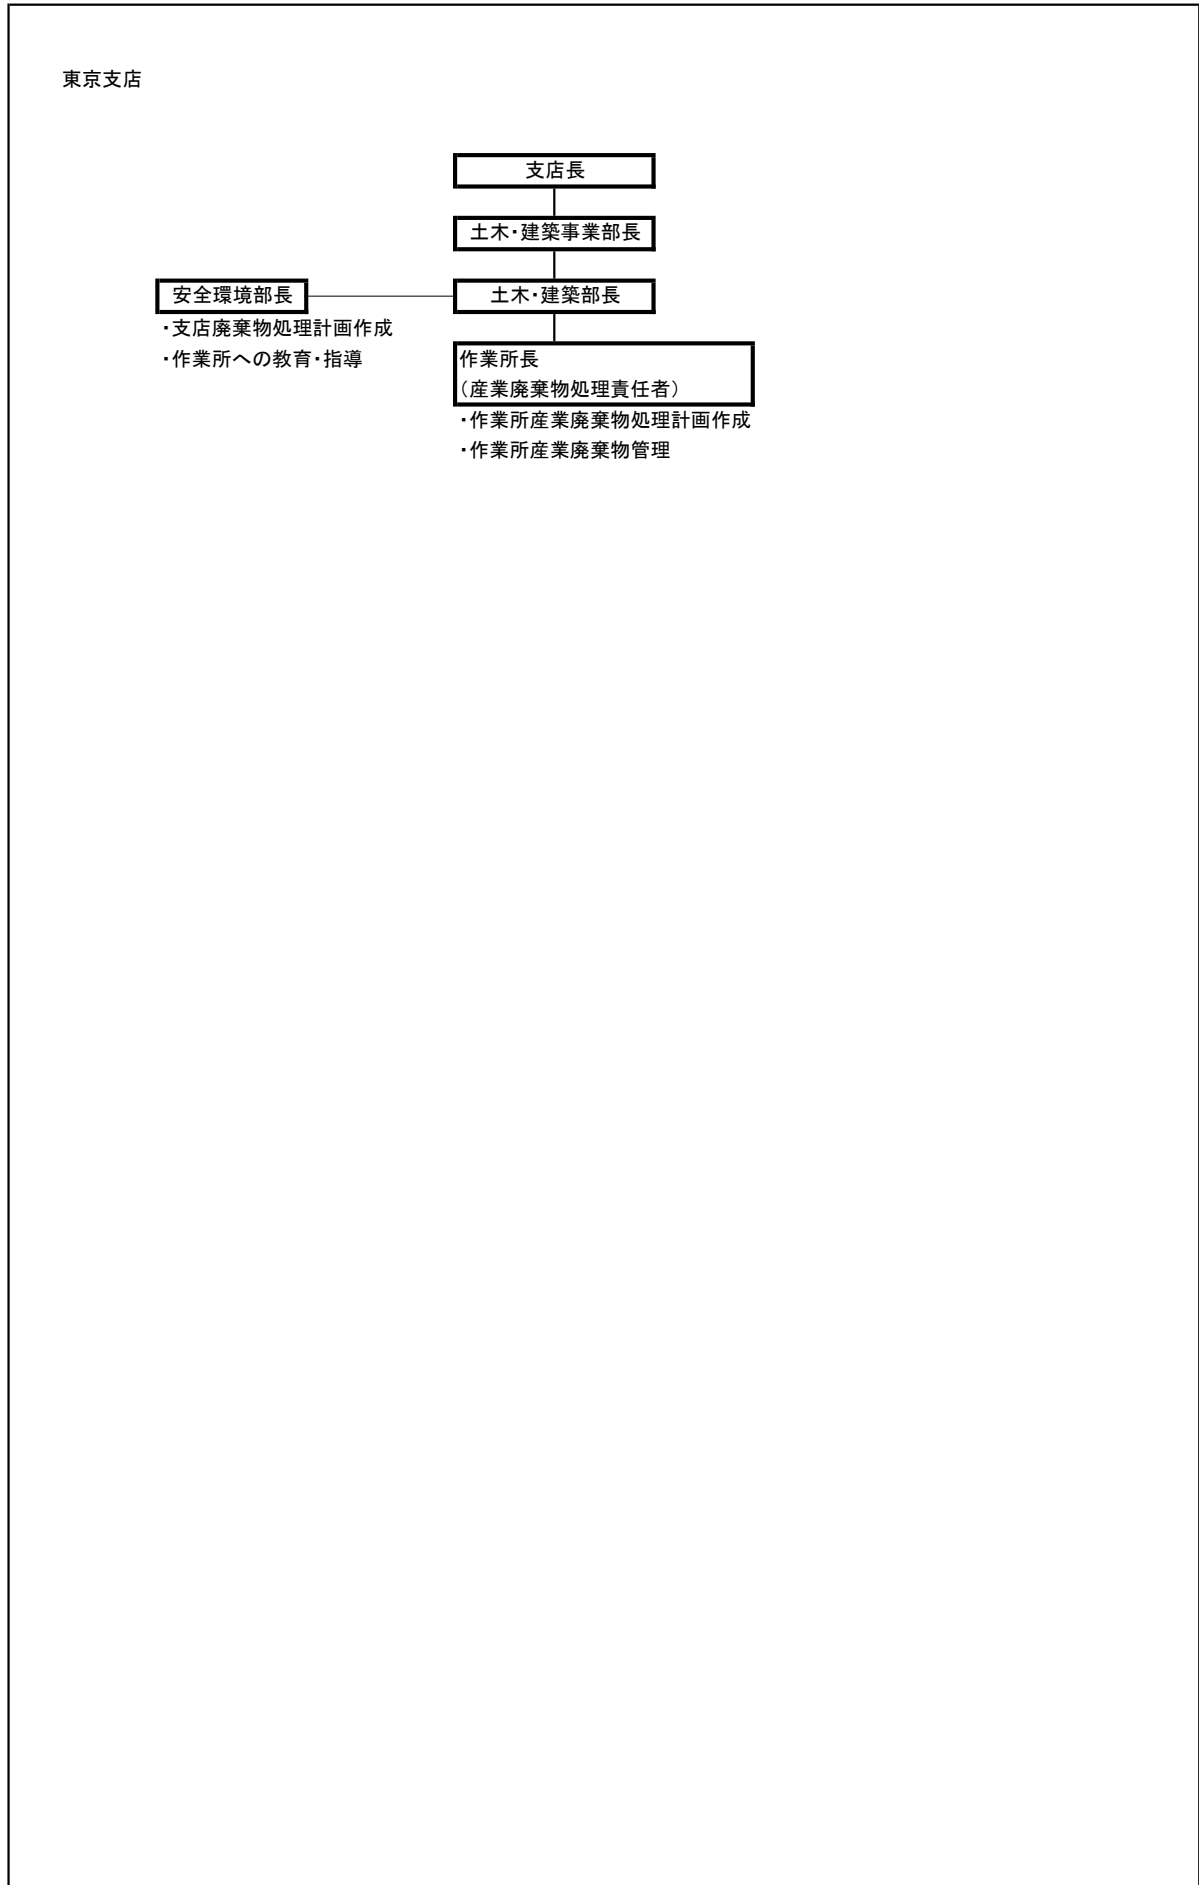 東京支店
支店長
土木・建築事業部長
安全環境部長
土木・建築部長
・支店廃棄物処理計画作成
・作業所への教育・指導
作業所長
（産業廃棄物処理責任者）
・作業所産業廃棄物処理計画作成
・作業所産業廃棄物管理